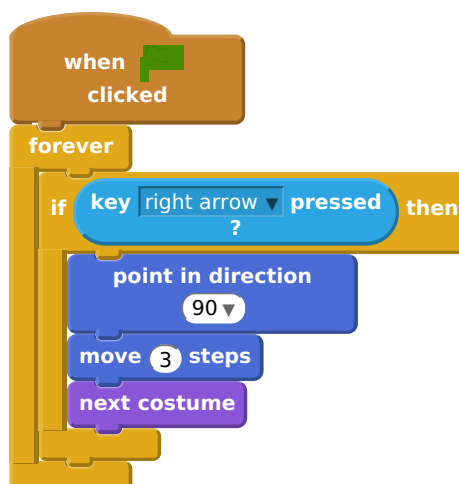 when
clicked
forever
if key right arrow ▼ pressed ? then
point in direction
90 ▼
move 3 steps
next costume